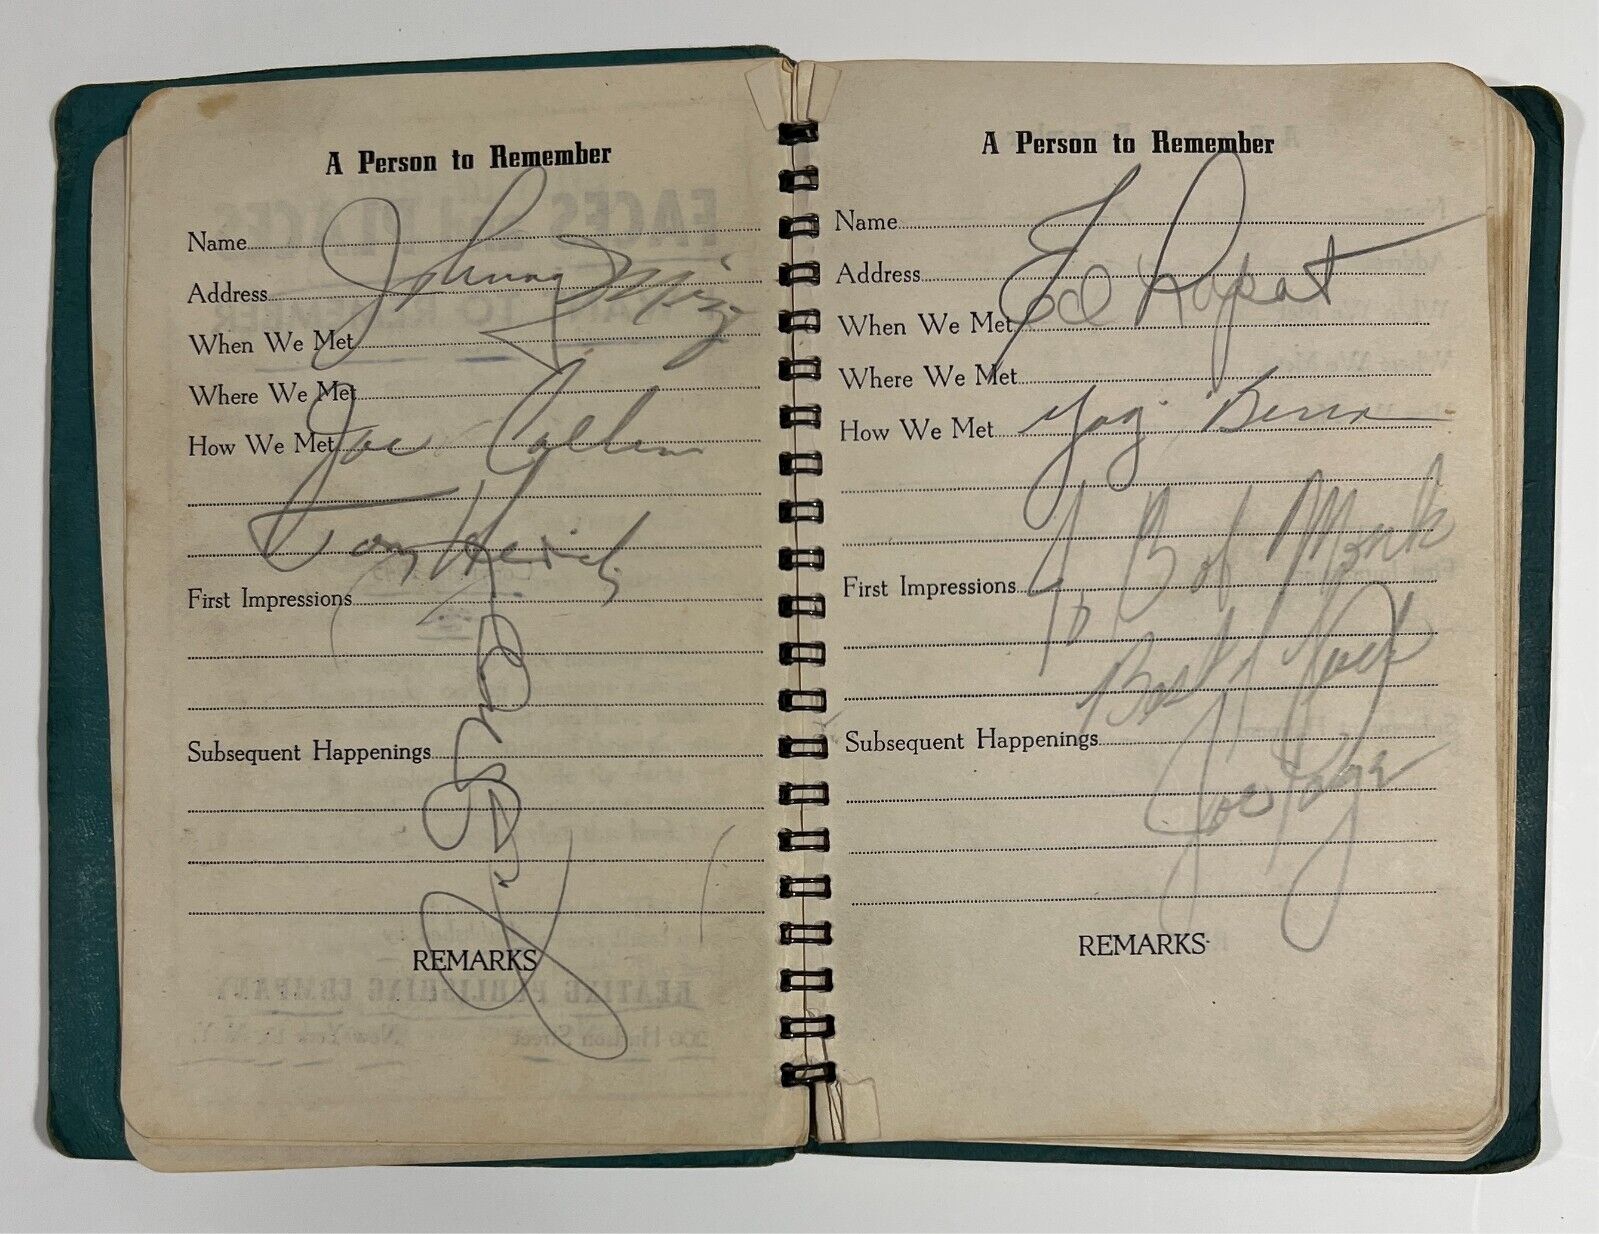 A Person to Remember
Name
Johnny Mize
Address
When We Met
Where We Met
Joe Collins
How We Met
Tommy Henrich
First Impressions
Subsequent Happenings
REMARKS
A Person to Remember
Name
Ed Lopat
Address
When We Met
Where We Met
Yogi Berra
How We Met
To Bob Monk
First Impressions
Best Luck
Subsequent Happenings
Joe Page
REMARKS